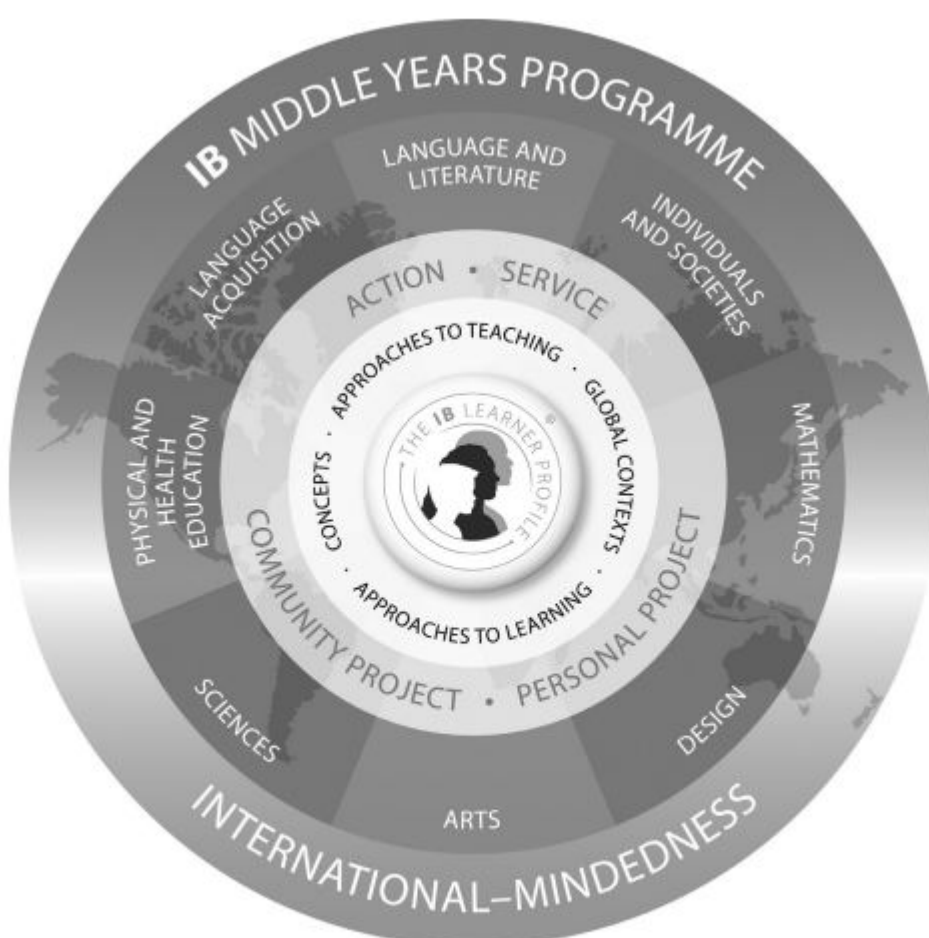 IB MIDDLE YEARS PROGRAMME
LANGUAGE AND
LITERATURE
INDIVIDUALS
AND SOCIETIES
MATHEMATICS
DESIGN
ARTS
SCIENCES
PHYSICAL AND
HEALTH
EDUCATION
LANGUAGE
ACQUISITION
ACTION • SERVICE
PERSONAL PROJECT
•
COMMUNITY PROJECT
APPROACHES TO TEACHING · GLOBAL CONTEXTS · APPROACHES TO LEARNING · CONCEPTS ·
THE IB LEARNER PROFILE ®
INTERNATIONAL–MINDEDNESS